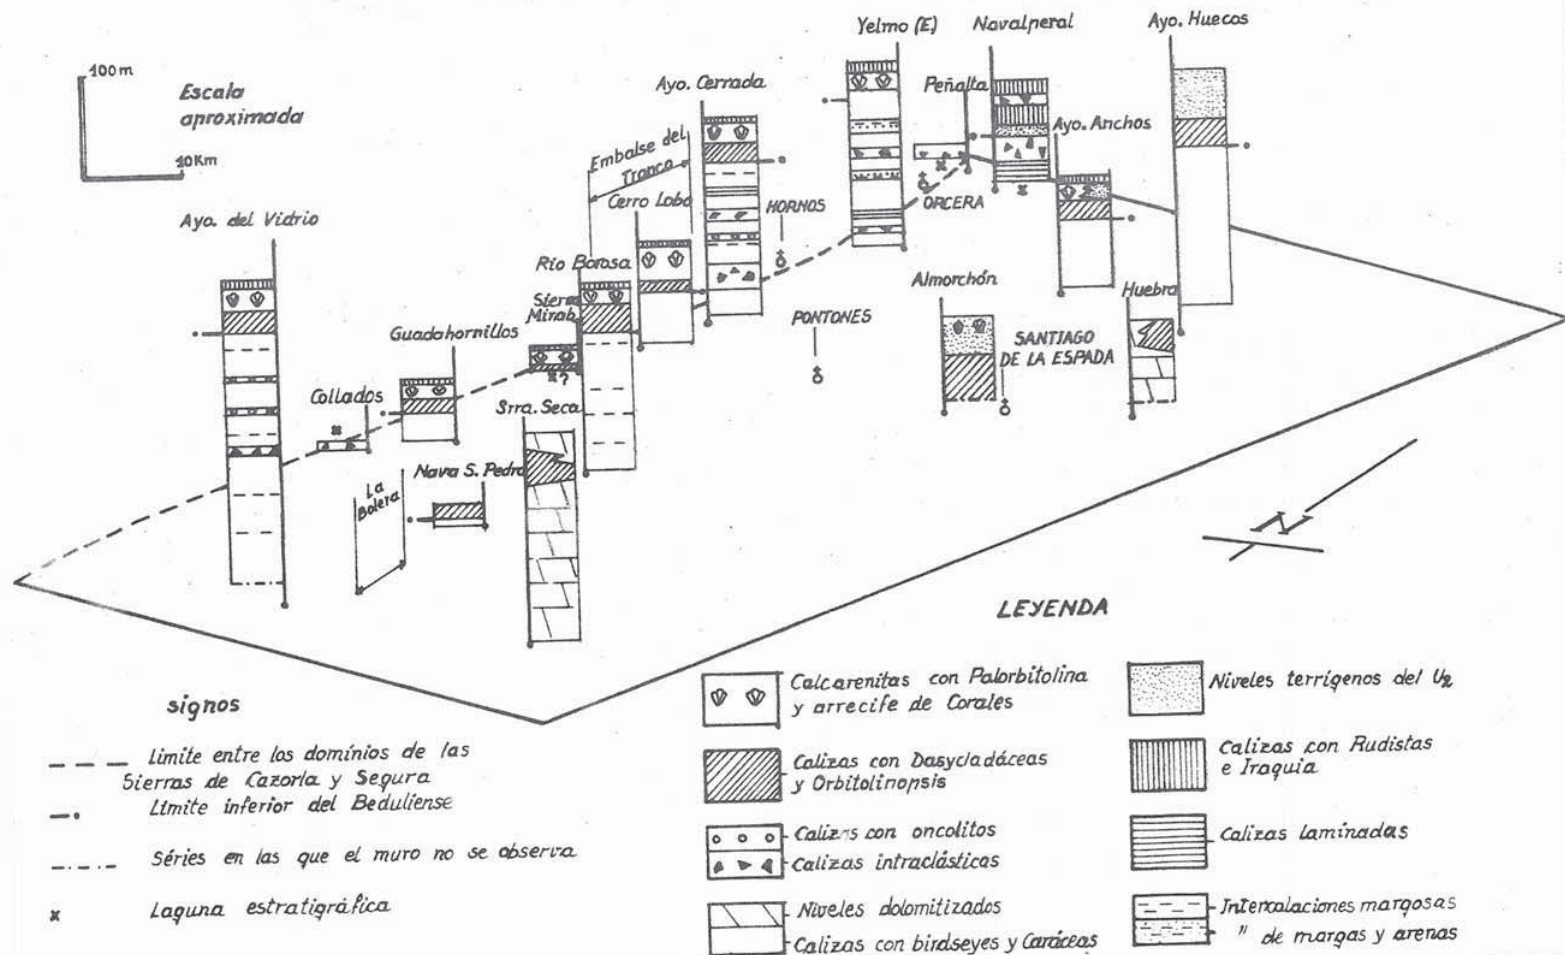 Yelmo (E)
Navalperal
Ayo. Huecos
100 m
Escala
aproximada
10 Km
Ayo. Cerrada
Peñalta
Ayo. Anchos
Embalse del
Tranco
Cerro Lobo
HORNOS
ORCERA
Ayo. del Vidrio
Rio Borosa
Sierra
Mirab.
Almorchón
Huebra
Guadahornillos
PONTONES
SANTIAGO
DE LA ESPADA
x?
Collados
Srra. Seca
Nava S. Pedro
La
Bolera
N
LEYENDA
signos
Limite entre los domínios de las
Sierras de Cazorla y Segura
Limite inferior del Beduliense
Séries en las que el muro no se observa
x Laguna estratigráfica
Calcarenitas con Palorbitolina
y arrecife de Corales
Calizas con Dasycladáceas
y Orbitolinopsis
Calizas con oncolitos
Calizas intraclásticas
Niveles dolomitizados
Calizas con birdseyes y Caráceas
Niveles terrígenos del U2
Calizas con Rudistas
e Iraquia
Calizas laminadas
Intercalaciones margosas
" de margas y arenas